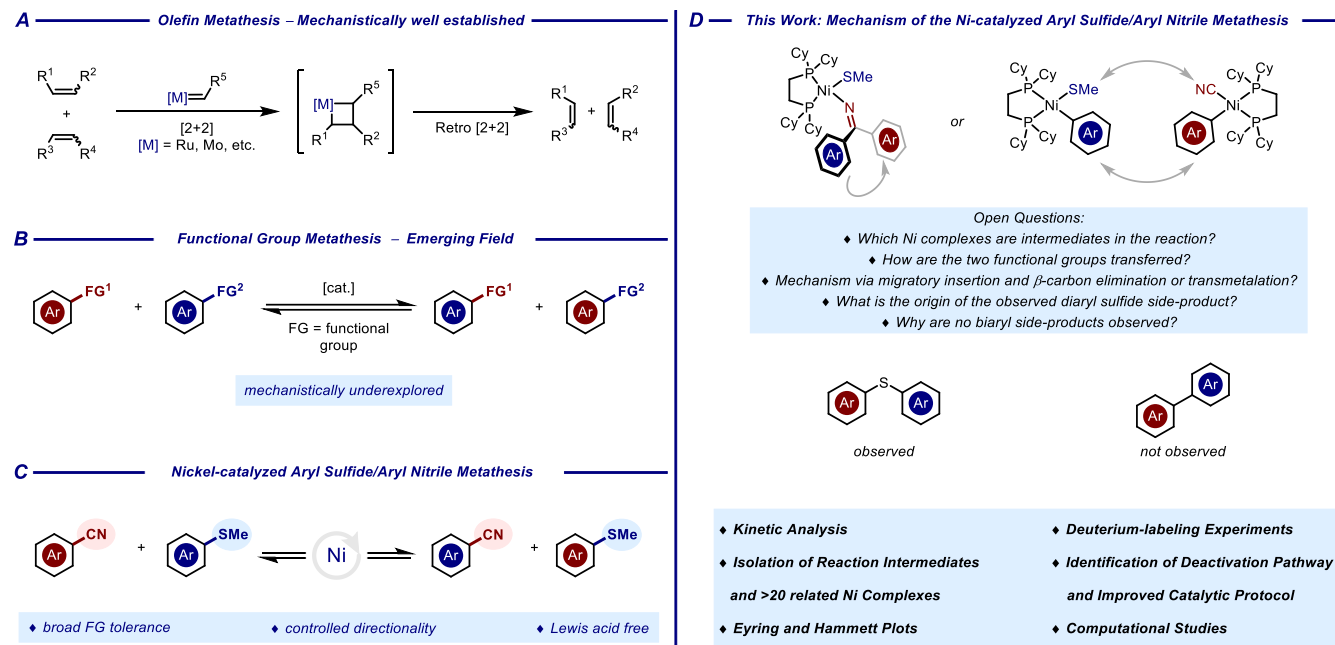 A Olefin Metathesis – Mechanistically well established
R1 R2
+
R3 R4
[M] R5
[2+2]
[M] = Ru, Mo, etc.
[M] R5
R1 R2
Retro [2+2]
R1 R3 + R2 R4
B Functional Group Metathesis – Emerging Field
Ar FG1 + Ar FG2 [cat.] Ar FG1 + Ar FG2
FG = functional
group
mechanistically underexplored
C Nickel-catalyzed Aryl Sulfide/Aryl Nitrile Metathesis
Ar CN + Ar SMe Ni Ar CN + Ar SMe
♦ broad FG tolerance ♦ controlled directionality ♦ Lewis acid free
D This Work: Mechanism of the Ni-catalyzed Aryl Sulfide/Aryl Nitrile Metathesis
Cy Cy P SMe Ni P N Cy Cy Ar Ar
or
Cy Cy P SMe Ni P Cy Cy Ar
Cy Cy NC P Ni P Ar Cy Cy
Open Questions:
♦ Which Ni complexes are intermediates in the reaction?
♦ How are the two functional groups transferred?
♦ Mechanism via migratory insertion and β-carbon elimination or transmetalation?
♦ What is the origin of the observed diaryl sulfide side-product?
♦ Why are no biaryl side-products observed?
Ar S Ar
observed
Ar Ar
not observed
♦ Kinetic Analysis
♦ Isolation of Reaction Intermediates
and >20 related Ni Complexes
♦ Eyring and Hammett Plots
♦ Deuterium-labeling Experiments
♦ Identification of Deactivation Pathway
and Improved Catalytic Protocol
♦ Computational Studies